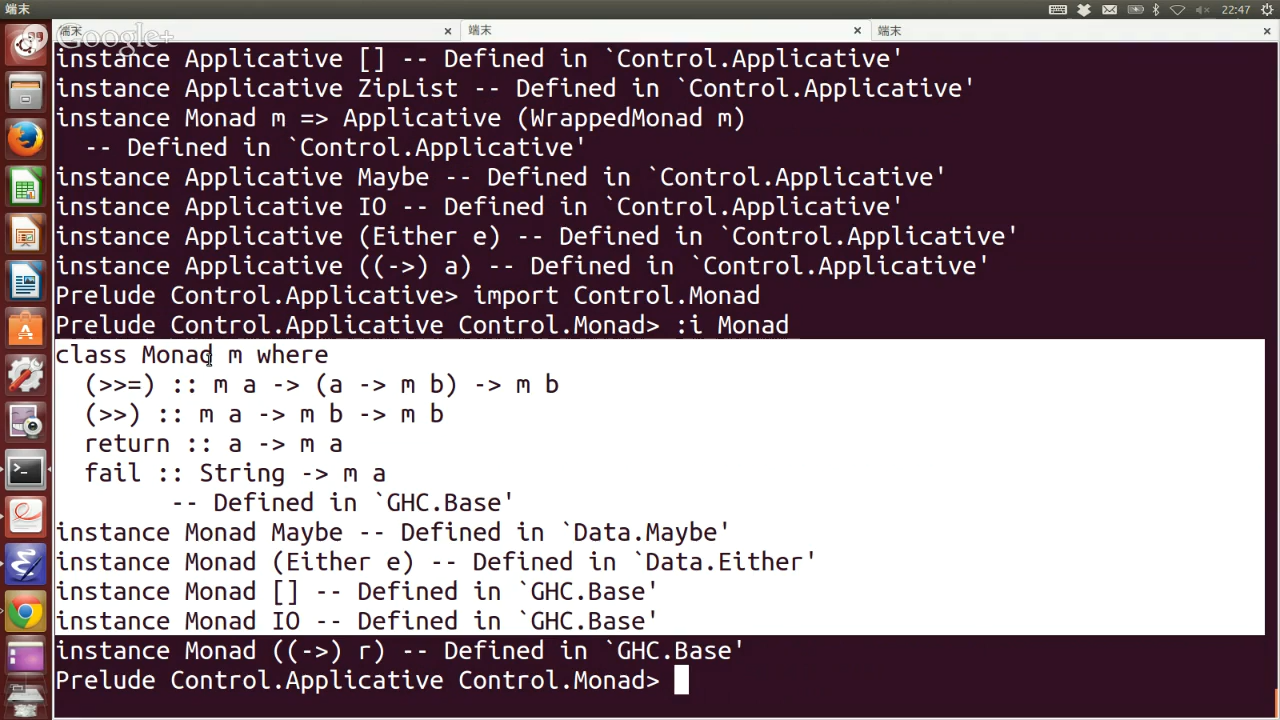 端末
22:47
Google+
端末 × 端末 × 端末 ×
instance Applicative [] -- Defined in `Control.Applicative'
instance Applicative ZipList -- Defined in `Control.Applicative'
instance Monad m => Applicative (WrappedMonad m)
-- Defined in `Control.Applicative'
instance Applicative Maybe -- Defined in `Control.Applicative'
instance Applicative IO -- Defined in `Control.Applicative'
instance Applicative (Either e) -- Defined in `Control.Applicative'
instance Applicative ((->) a) -- Defined in `Control.Applicative'
Prelude Control.Applicative> import Control.Monad
Prelude Control.Applicative Control.Monad> :i Monad
class Monad m where
(>>=) :: m a -> (a -> m b) -> m b
(>>) :: m a -> m b -> m b
return :: a -> m a
fail :: String -> m a
-- Defined in `GHC.Base'
instance Monad Maybe -- Defined in `Data.Maybe'
instance Monad (Either e) -- Defined in `Data.Either'
instance Monad [] -- Defined in `GHC.Base'
instance Monad IO -- Defined in `GHC.Base'
instance Monad ((->) r) -- Defined in `GHC.Base'
Prelude Control.Applicative Control.Monad>